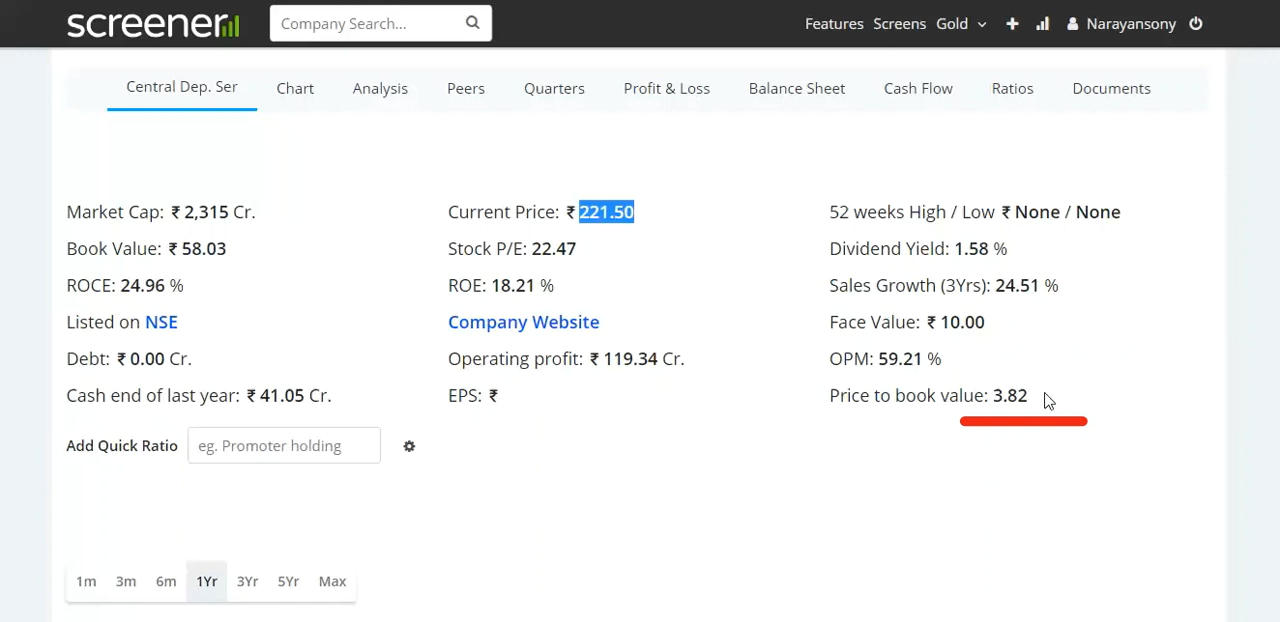 screener
Company Search...
Features Screens Gold Narayansony
Central Dep. Ser Chart Analysis Peers Quarters Profit & Loss Balance Sheet Cash Flow Ratios Documents
Market Cap: ₹ 2,315 Cr. Current Price: ₹ 221.50 52 weeks High / Low ₹ None / None
Book Value: ₹ 58.03 Stock P/E: 22.47 Dividend Yield: 1.58 %
ROCE: 24.96 % ROE: 18.21 % Sales Growth (3Yrs): 24.51 %
Listed on NSE Company Website Face Value: ₹ 10.00
Debt: ₹ 0.00 Cr. Operating profit: ₹ 119.34 Cr. OPM: 59.21 %
Cash end of last year: ₹ 41.05 Cr. EPS: ₹ Price to book value: 3.82
Add Quick Ratio eg. Promoter holding
1m 3m 6m 1Yr 3Yr 5Yr Max